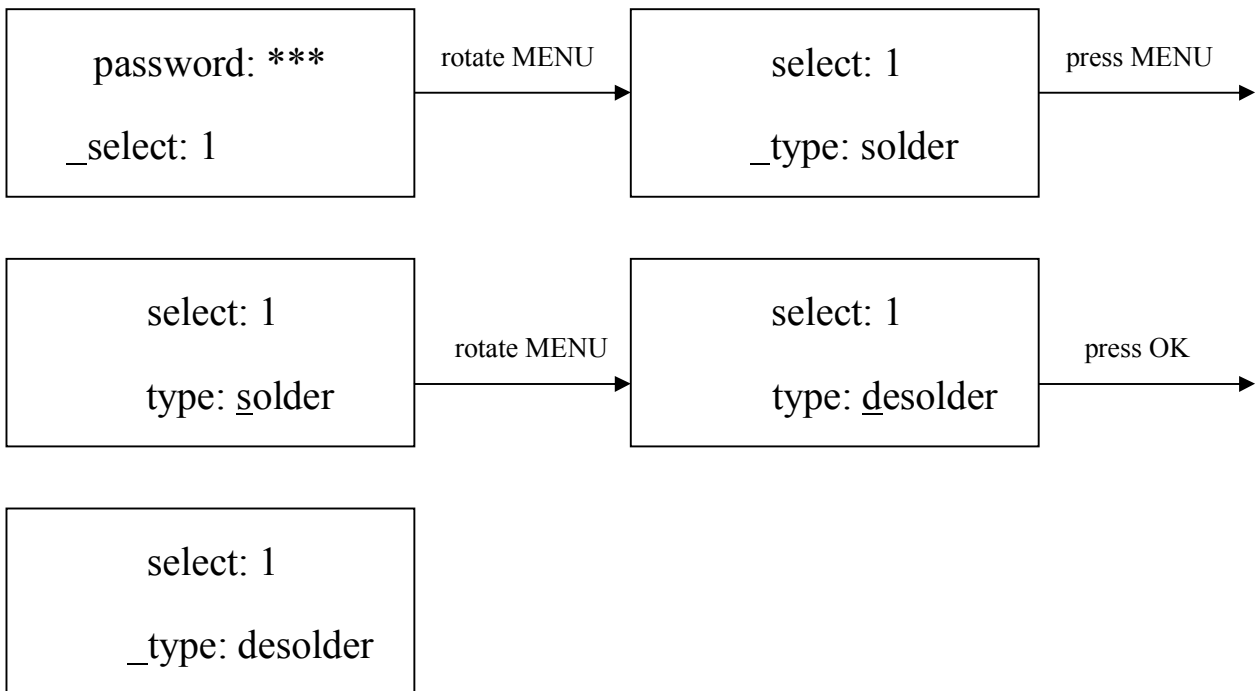 password: ***
rotate MENU
select: 1
press MENU
_select: 1
_type: solder
select: 1
select: 1
rotate MENU
press OK
type: solder
type: desolder
select: 1
_type: desolder